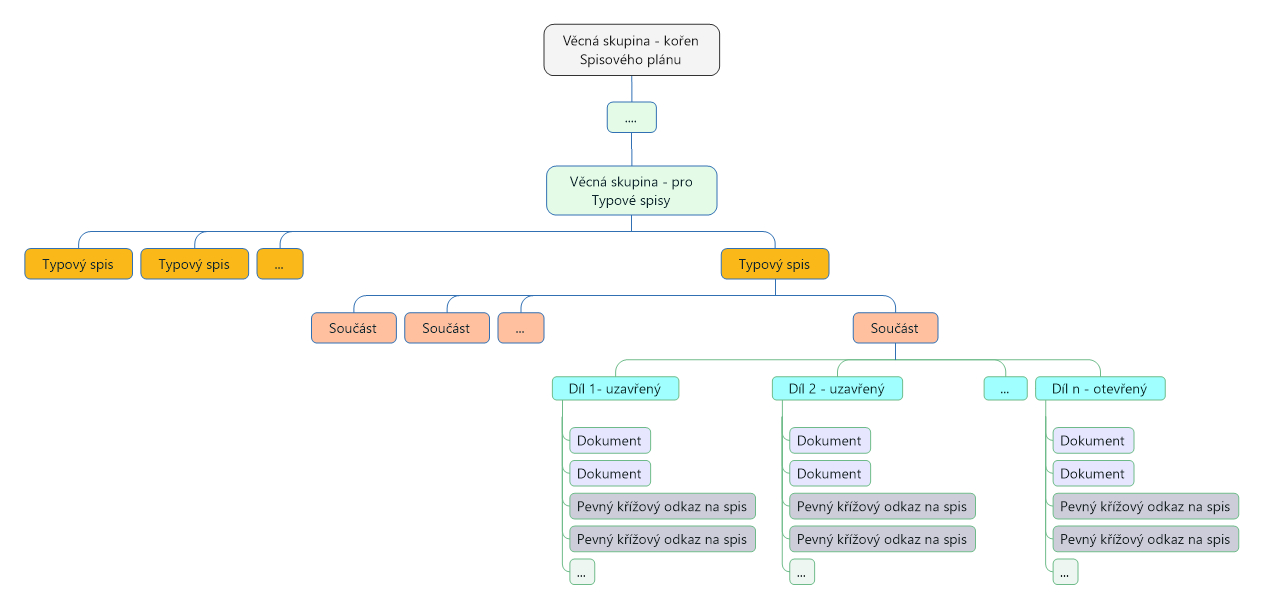 Věcná skupina - kořen
Spisového plánu
....
Věcná skupina - pro
Typové spisy
Typový spis
Typový spis
...
Typový spis
Součást
Součást
...
Součást
Díl 1- uzavřený
Díl 2 - uzavřený
...
Díl n - otevřený
Dokument
Dokument
Pevný křížový odkaz na spis
Pevný křížový odkaz na spis
...
Dokument
Dokument
Pevný křížový odkaz na spis
Pevný křížový odkaz na spis
...
Dokument
Dokument
Pevný křížový odkaz na spis
Pevný křížový odkaz na spis
...